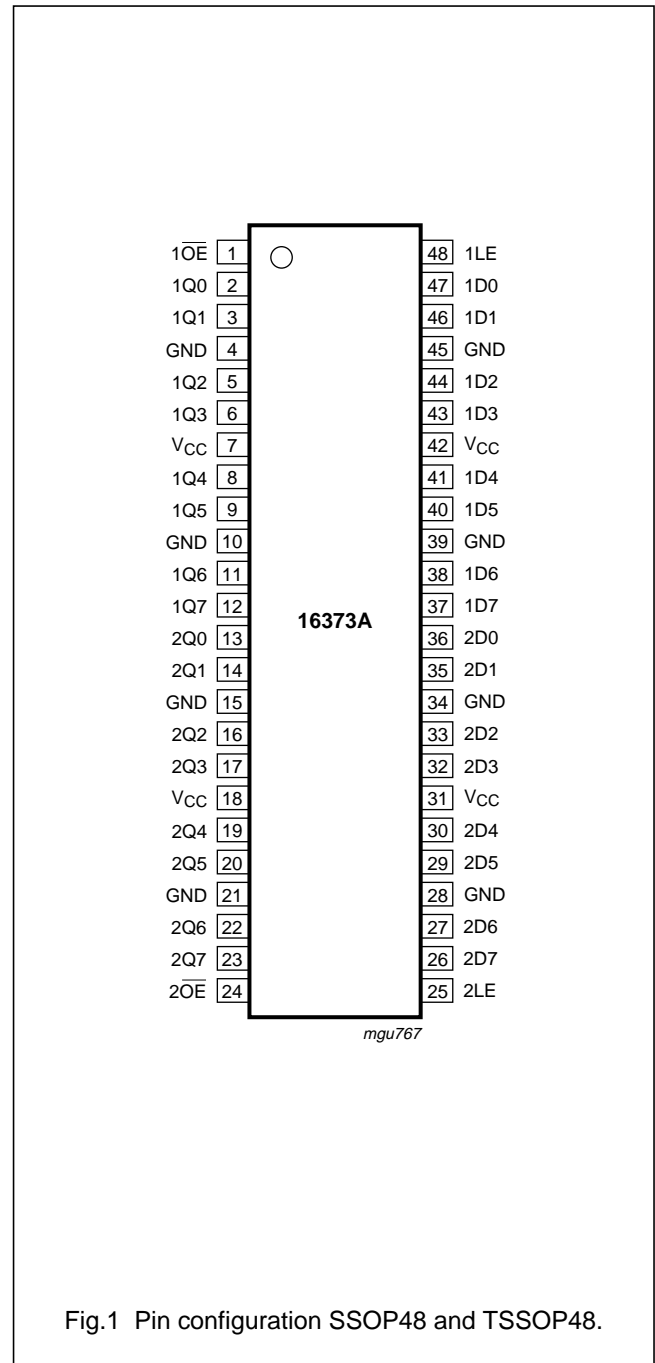 1O̅E̅ 1 48 1LE
1Q0 2 47 1D0
1Q1 3 46 1D1
GND 4 45 GND
1Q2 5 44 1D2
1Q3 6 43 1D3
VCC 7 42 VCC
1Q4 8 41 1D4
1Q5 9 40 1D5
GND 10 39 GND
1Q6 11 38 1D6
1Q7 12 37 1D7
16373A
2Q0 13 36 2D0
2Q1 14 35 2D1
GND 15 34 GND
2Q2 16 33 2D2
2Q3 17 32 2D3
VCC 18 31 VCC
2Q4 19 30 2D4
2Q5 20 29 2D5
GND 21 28 GND
2Q6 22 27 2D6
2Q7 23 26 2D7
2O̅E̅ 24 25 2LE
mgu767
Fig.1 Pin configuration SSOP48 and TSSOP48.